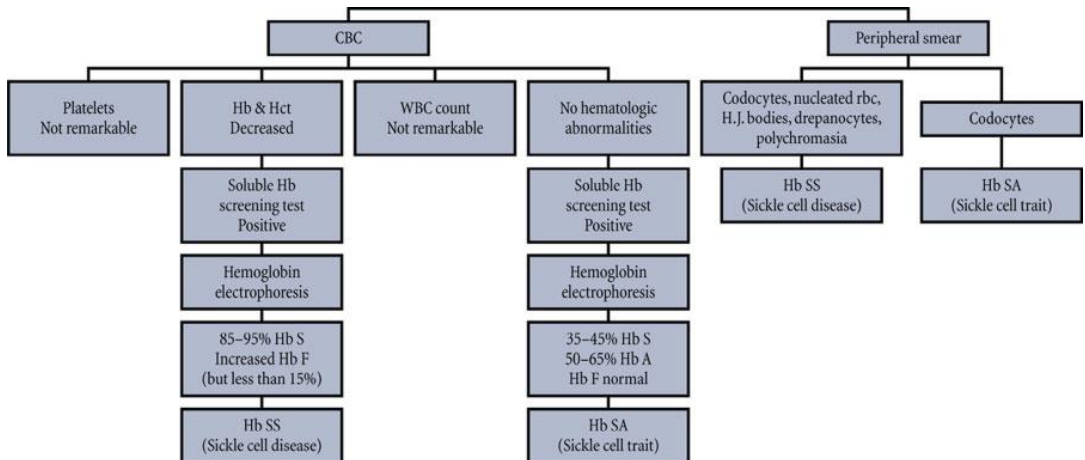 CBC
Peripheral smear
Platelets
Not remarkable
Hb & Hct
Decreased
WBC count
Not remarkable
No hematologic
abnormalities
Codocytes, nucleated rbc,
H.J. bodies, drepanocytes,
polychromasia
Codocytes
Soluble Hb
screening test
Positive
Soluble Hb
screening test
Positive
Hb SS
(Sickle cell disease)
Hb SA
(Sickle cell trait)
Hemoglobin
electrophoresis
Hemoglobin
electrophoresis
85–95% Hb S
Increased Hb F
(but less than 15%)
35–45% Hb S
50–65% Hb A
Hb F normal
Hb SS
(Sickle cell disease)
Hb SA
(Sickle cell trait)